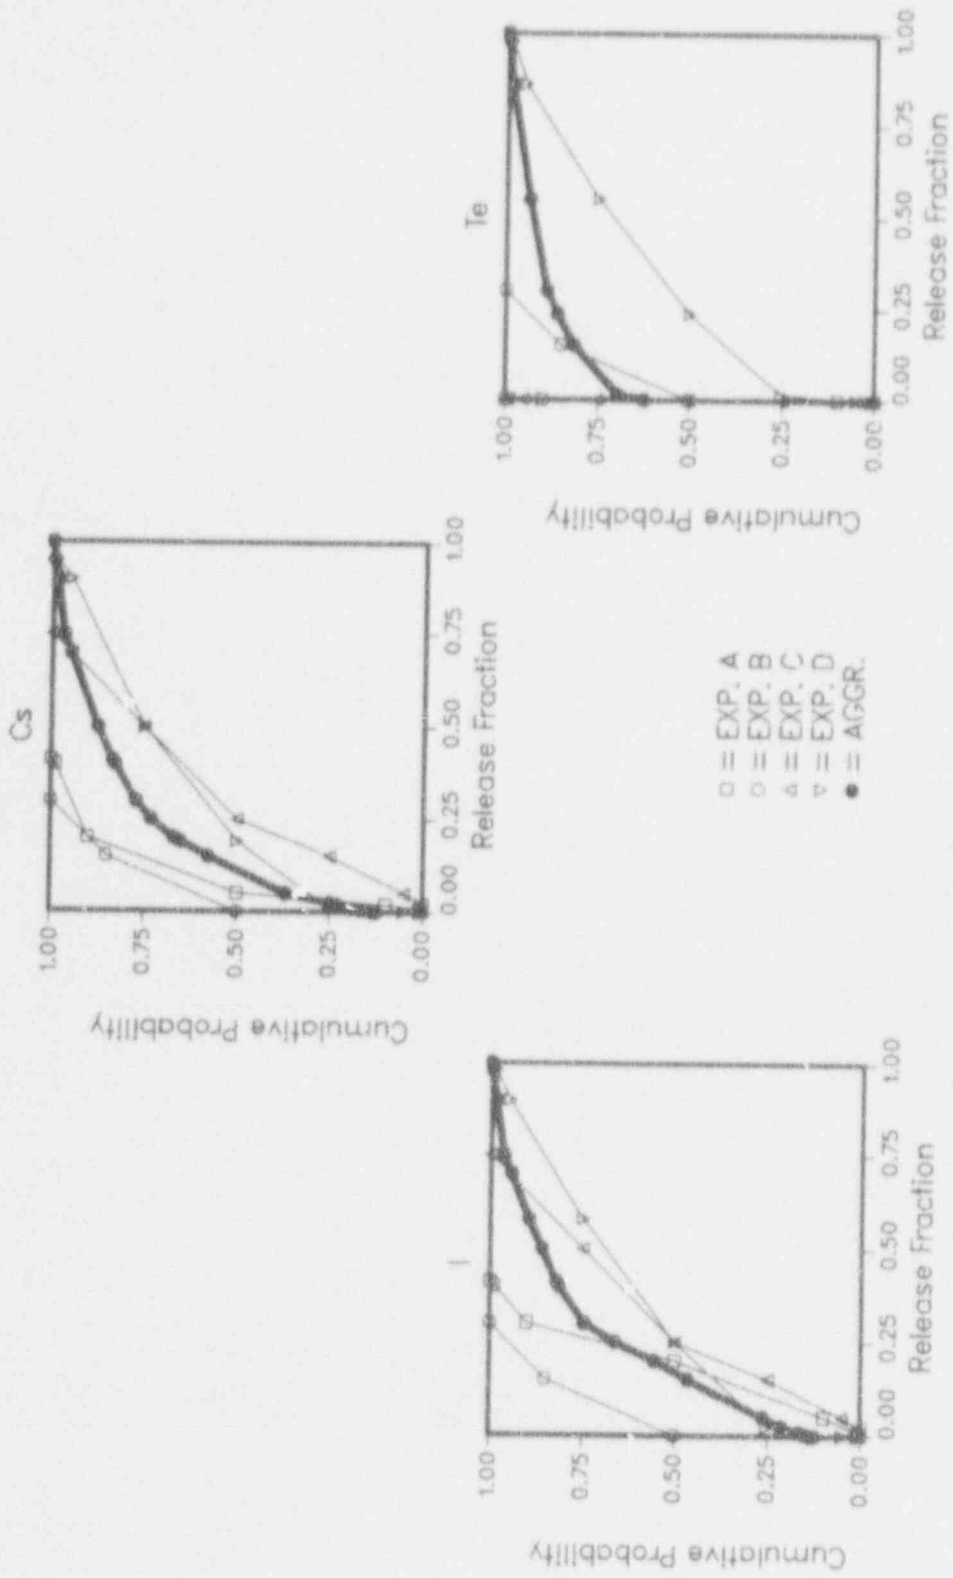 Cs
Cumulative Probability
1.00
0.75
0.50
0.25
0.00
0.00
0.25
0.50
0.75
1.00
Release Fraction
I
Cumulative Probability
1.00
0.75
0.50
0.25
0.00
0.00
0.25
0.50
0.75
1.00
Release Fraction
Te
Cumulative Probability
1.00
0.75
0.50
0.25
0.00
0.00
0.25
0.50
0.75
1.00
Release Fraction
□ = EXP. A
○ = EXP. B
△ = EXP. C
▽ = EXP. D
● = AGGR.